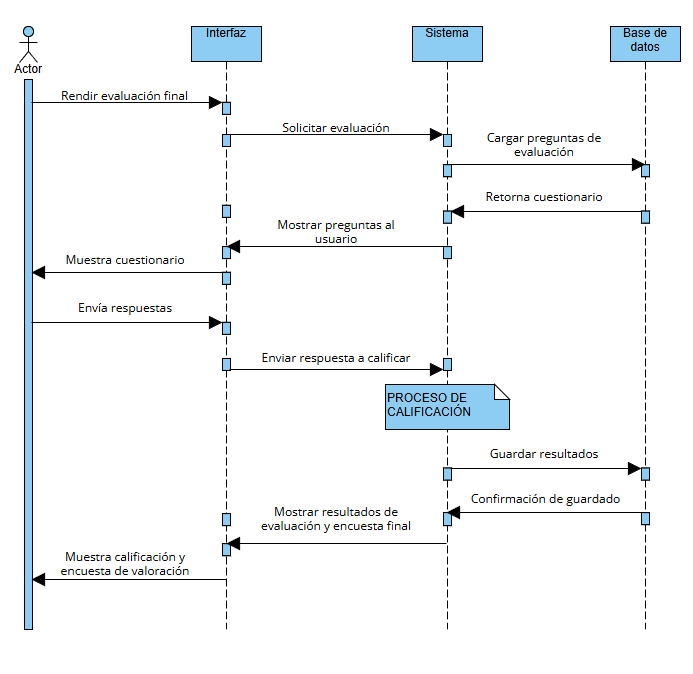 Interfaz
Sistema
Base de
datos
Actor
Rendir evaluación final
Solicitar evaluación
Cargar preguntas de
evaluación
Retorna cuestionario
Mostrar preguntas al
usuario
Muestra cuestionario
Envía respuestas
Enviar respuesta a calificar
PROCESO DE
CALIFICACIÓN
Guardar resultados
Confirmación de guardado
Mostrar resultados de
evaluación y encuesta final
Muestra calificación y
encuesta de valoración